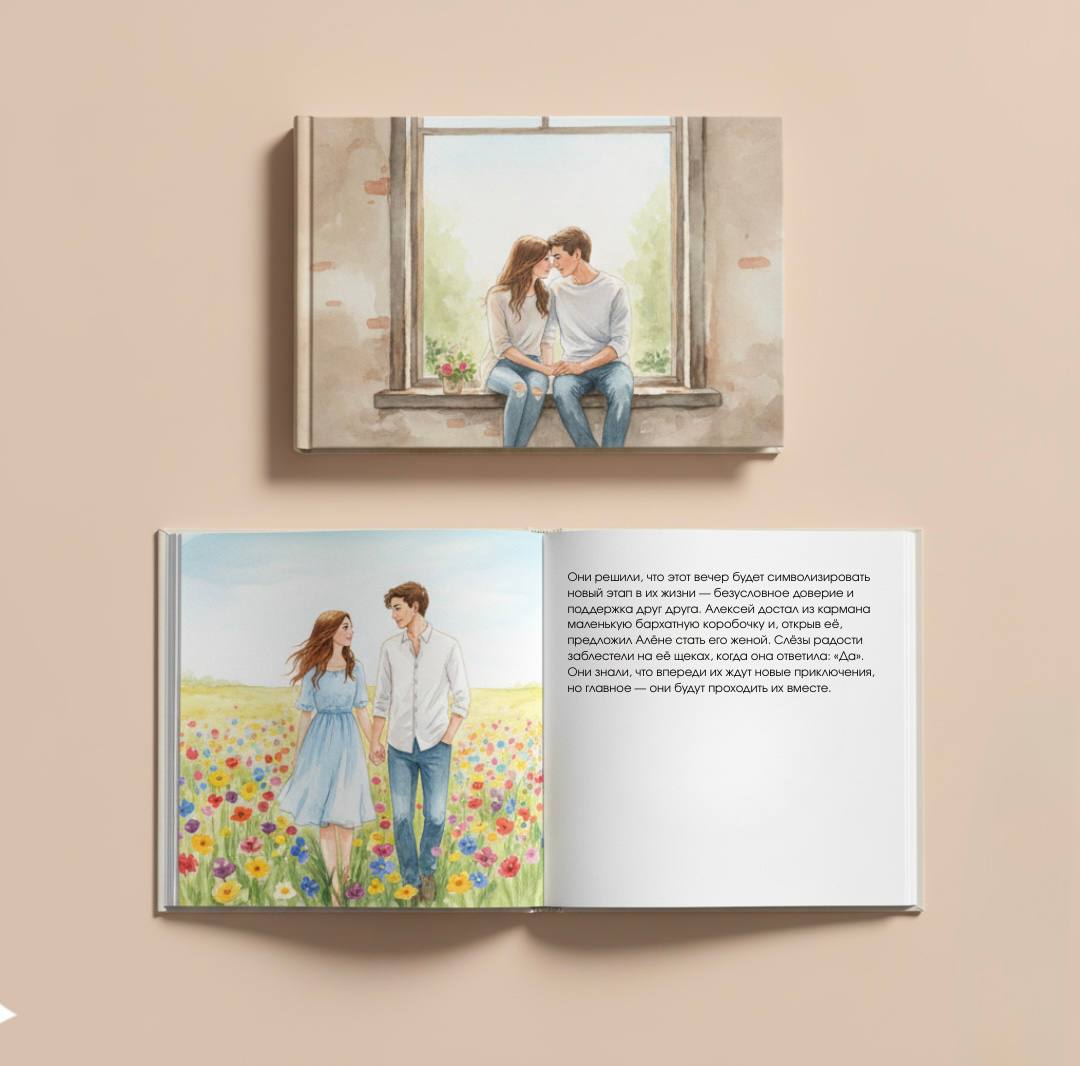 Они решили, что этот вечер будет символизировать
новый этап в их жизни — безусловное доверие и
поддержка друг друга. Алексей достал из кармана
маленькую бархатную коробочку и, открыв её,
предложил Алёне стать его женой. Слёзы радости
заблестели на её щеках, когда она ответила: «Да».
Они знали, что впереди их ждут новые приключения,
но главное — они будут проходить их вместе.